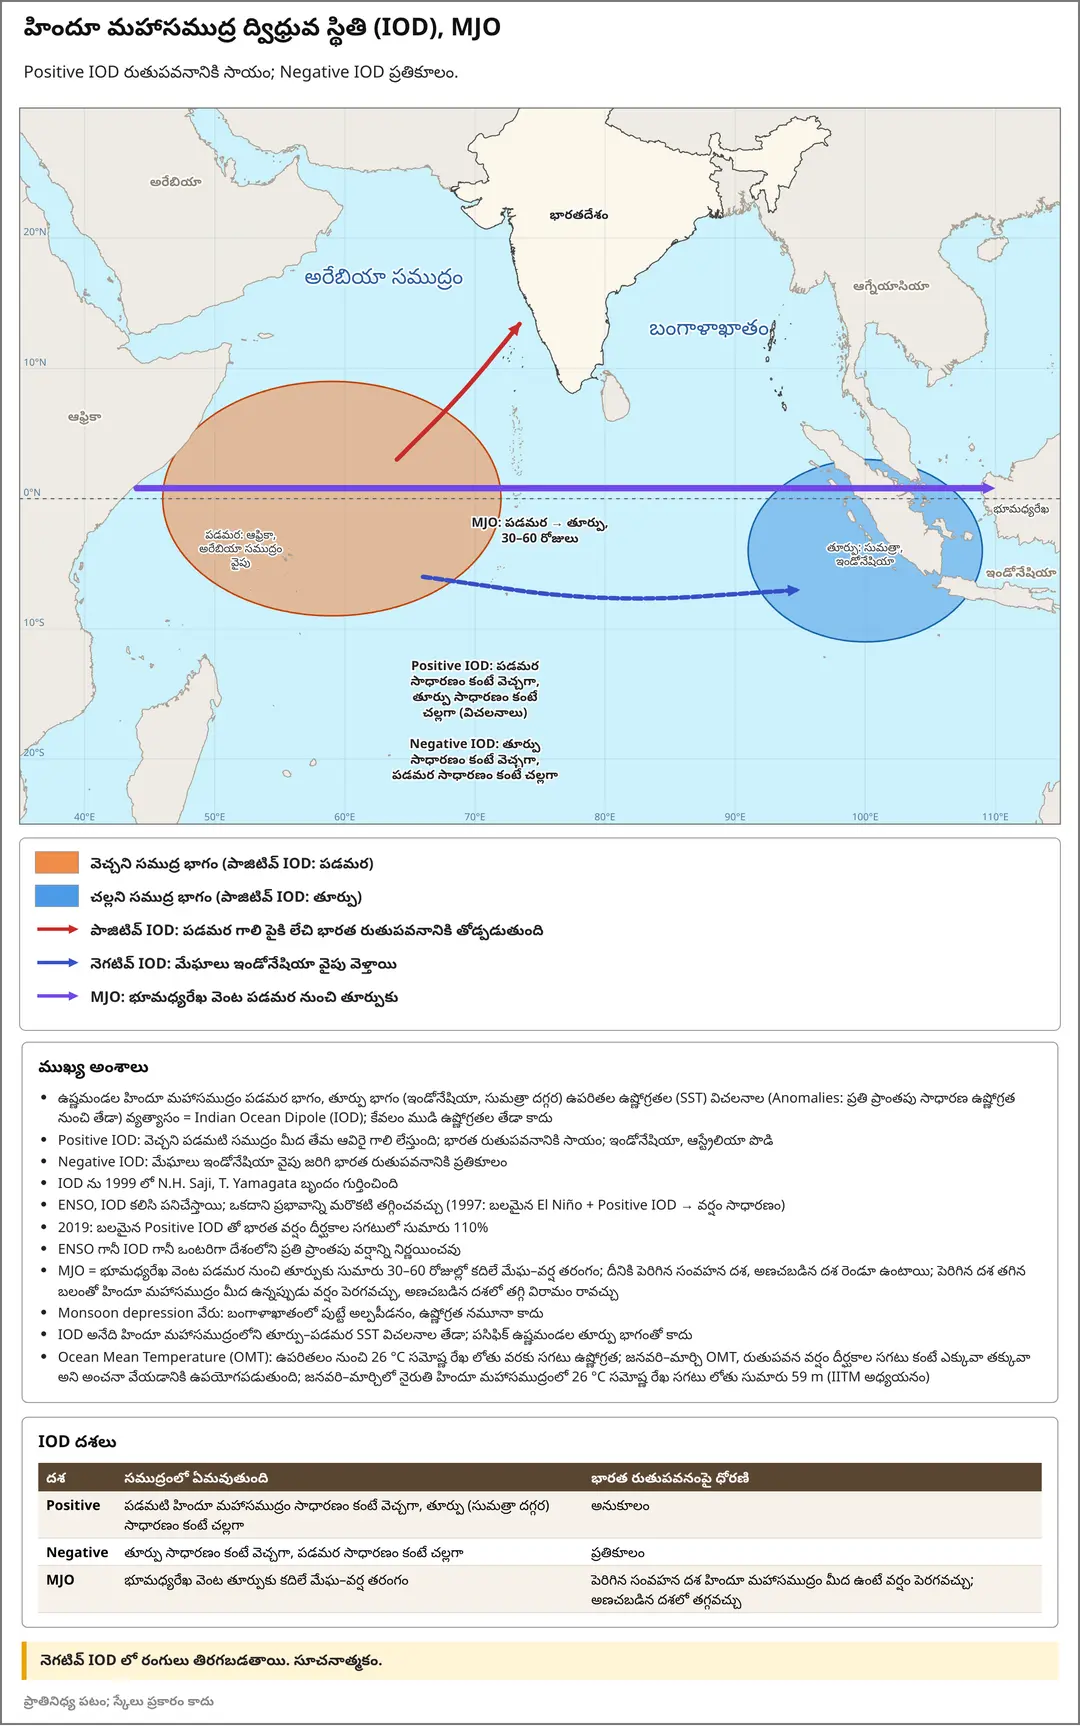 హిందూ మహాసముద్ర ద్విధ్రువ స్థితి (IOD), MJO
Positive IOD రుతుపవనానికి సాయం; Negative IOD ప్రతికూలం.
అరేబియా
భారతదేశం
20°N
అరేబియా సముద్రం
ఆగ్నేయాసియా
బంగాళాఖాతం
10°N
ఆఫ్రికా
0°N
భూమధ్యరేఖ
MJO: పడమర → తూర్పు,
30–60 రోజులు
పడమర: ఆఫ్రికా,
అరేబియా సముద్రం
వైపు
తూర్పు: సుమత్రా,
ఇండోనేషియా
ఇండోనేషియా
10°S
Positive IOD: పడమర
సాధారణం కంటే వెచ్చగా,
తూర్పు సాధారణం కంటే
చల్లగా (విచలనాలు)
Negative IOD: తూర్పు
సాధారణం కంటే వెచ్చగా,
పడమర సాధారణం కంటే చల్లగా
20°S
40°E 50°E 60°E 70°E 80°E 90°E 100°E 110°E
వెచ్చని సముద్ర భాగం (పాజిటివ్ IOD: పడమర)
చల్లని సముద్ర భాగం (పాజిటివ్ IOD: తూర్పు)
పాజిటివ్ IOD: పడమర గాలి పైకి లేచి భారత రుతుపవనానికి తోడ్పడుతుంది
నెగటివ్ IOD: మేఘాలు ఇండోనేషియా వైపు వెళ్తాయి
MJO: భూమధ్యరేఖ వెంట పడమర నుంచి తూర్పుకు
ముఖ్య అంశాలు
• ఉష్ణమండల హిందూ మహాసముద్రం పడమర భాగం, తూర్పు భాగం (ఇండోనేషియా, సుమత్రా దగ్గర) ఉపరితల ఉష్ణోగ్రతల (SST) విచలనాల (Anomalies: ప్రతి ప్రాంతపు సాధారణ ఉష్ణోగ్రత
నుంచి తేడా) వ్యత్యాసం = Indian Ocean Dipole (IOD); కేవలం ముడి ఉష్ణోగ్రతల తేడా కాదు
• Positive IOD: వెచ్చని పడమటి సముద్రం మీద తేమ ఆవిరై గాలి లేస్తుంది; భారత రుతుపవనానికి సాయం; ఇండోనేషియా, ఆస్ట్రేలియా పొడి
• Negative IOD: మేఘాలు ఇండోనేషియా వైపు జరిగి భారత రుతుపవనానికి ప్రతికూలం
• IOD ను 1999 లో N.H. Saji, T. Yamagata బృందం గుర్తించింది
• ENSO, IOD కలిసి పనిచేస్తాయి; ఒకదాని ప్రభావాన్ని మరొకటి తగ్గించవచ్చు (1997: బలమైన El Niño + Positive IOD → వర్షం సాధారణం)
• 2019: బలమైన Positive IOD తో భారత వర్షం దీర్ఘకాల సగటులో సుమారు 110%
• ENSO గానీ IOD గానీ ఒంటరిగా దేశంలోని ప్రతి ప్రాంతపు వర్షాన్ని నిర్ణయించవు
• MJO = భూమధ్యరేఖ వెంట పడమర నుంచి తూర్పుకు సుమారు 30–60 రోజుల్లో కదిలే మేఘ–వర్ష తరంగం; దీనికి పెరిగిన సంవహన దశ, అణచబడిన దశ రెండూ ఉంటాయి; పెరిగిన దశ తగిన
బలంతో హిందూ మహాసముద్రం మీద ఉన్నప్పుడు వర్షం పెరగవచ్చు, అణచబడిన దశలో తగ్గి విరామం రావచ్చు
• Monsoon depression వేరు: బంగాళాఖాతంలో పుట్టే అల్పపీడనం, ఉష్ణోగ్రత నమూనా కాదు
• IOD అనేది హిందూ మహాసముద్రంలోని తూర్పు–పడమర SST విచలనాల తేడా; పసిఫిక్ ఉష్ణమండల తూర్పు భాగంతో కాదు
• Ocean Mean Temperature (OMT): ఉపరితలం నుంచి 26 °C సమోష్ణ రేఖ లోతు వరకు సగటు ఉష్ణోగ్రత; జనవరి–మార్చి OMT, రుతుపవన వర్షం దీర్ఘకాల సగటు కంటే ఎక్కువా తక్కువా
అని అంచనా వేయడానికి ఉపయోగపడుతుంది; జనవరి–మార్చిలో నైరుతి హిందూ మహాసముద్రంలో 26 °C సమోష్ణ రేఖ సగటు లోతు సుమారు 59 m (IITM అధ్యయనం)
IOD దశలు
దశ సముద్రంలో ఏమవుతుంది భారత రుతుపవనంపై ధోరణి
Positive పడమటి హిందూ మహాసముద్రం సాధారణం కంటే వెచ్చగా, తూర్పు (సుమత్రా దగ్గర) అనుకూలం
సాధారణం కంటే చల్లగా
Negative తూర్పు సాధారణం కంటే వెచ్చగా, పడమర సాధారణం కంటే చల్లగా ప్రతికూలం
MJO భూమధ్యరేఖ వెంట తూర్పుకు కదిలే మేఘ–వర్ష తరంగం పెరిగిన సంవహన దశ హిందూ మహాసముద్రం మీద ఉంటే వర్షం పెరగవచ్చు;
అణచబడిన దశలో తగ్గవచ్చు
నెగటివ్ IOD లో రంగులు తిరగబడతాయి. సూచనాత్మకం.
ప్రాతినిధ్య పటం; స్కేలు ప్రకారం కాదు